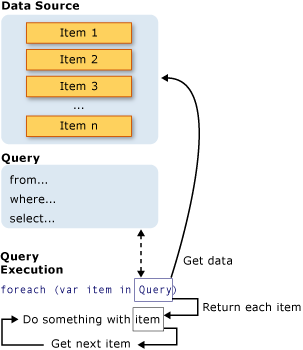 Data Source
Item 1
Item 2
Item 3
...
Item n
Query
from...
where...
select...
Query
Execution
Get data
foreach (var item in Query)
Return each item
Do something with item
Get next item